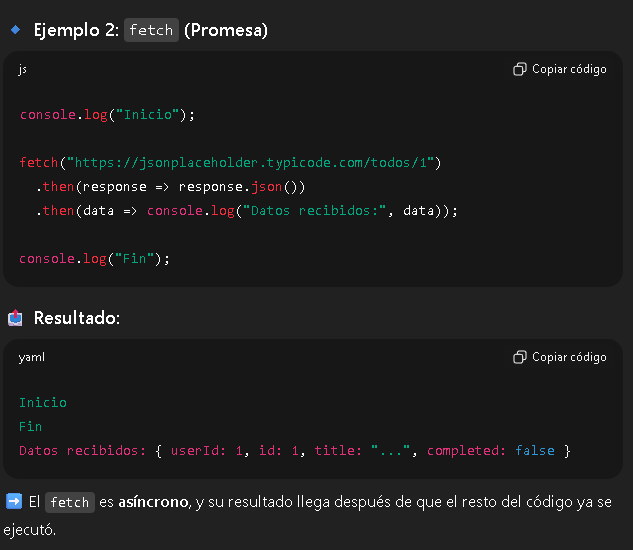 Ejemplo 2: fetch (Promesa)
js
Copiar código
console.log("Inicio");
fetch("https://jsonplaceholder.typicode.com/todos/1")
.then(response => response.json())
.then(data => console.log("Datos recibidos:", data));
console.log("Fin");
Resultado:
yaml
Copiar código
Inicio
Fin
Datos recibidos: { userId: 1, id: 1, title: "...", completed: false }
El fetch es asíncrono, y su resultado llega después de que el resto del código ya se
ejecutó.